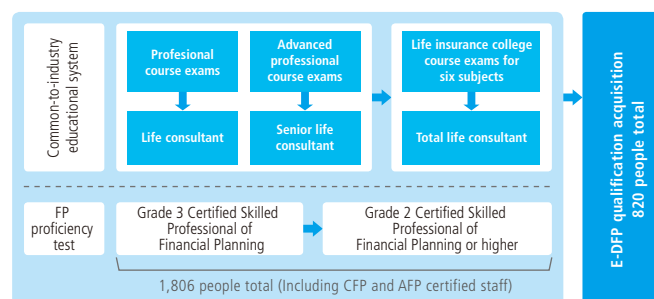 Common-to-industry
educational system
Profesional
course exams
Life consultant
Advanced
professional
course exams
Senior life
consultant
Life insurance college
course exams for
six subjects
Total life consultant
FP
proficiency
test
Grade 3 Certified Skilled
Professional of
Financial Planning
Grade 2 Certified Skilled
Professional of
Financial Planning or higher
1,806 people total (Including CFP and AFP certified staff)
E-DFP qualification acquisition
820 people total